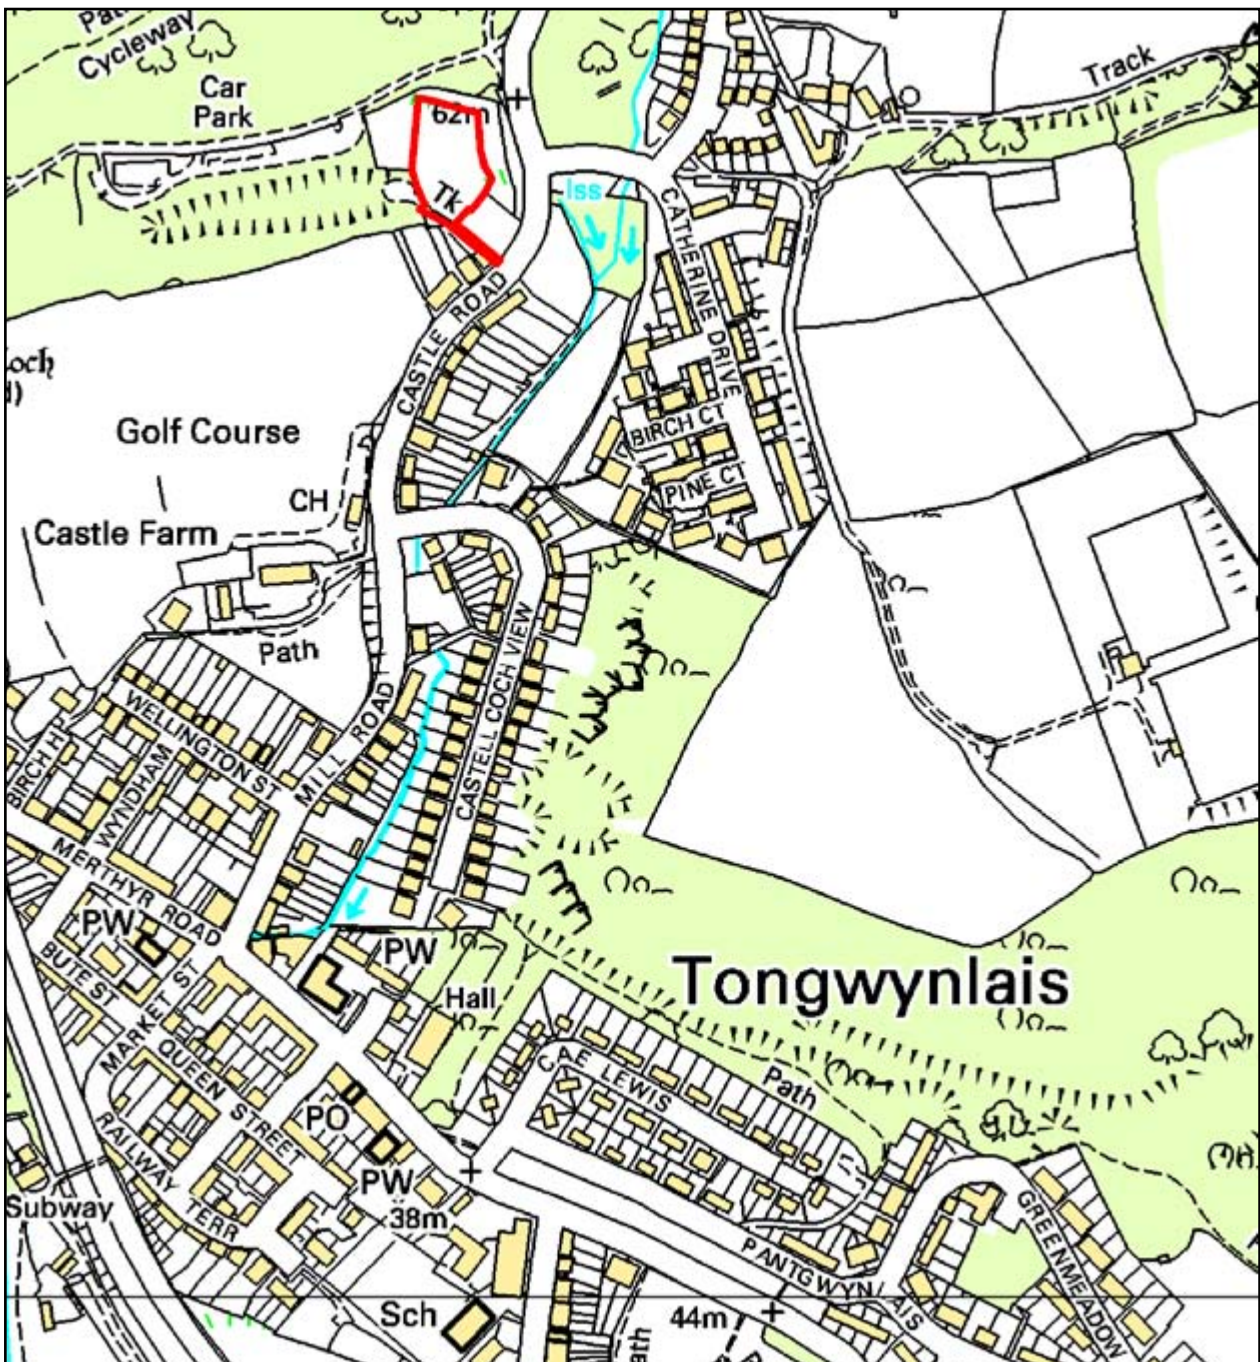 Cycleway
Track
Car
Park
62m
Tk
Iss
CATHERINE DRIVE
CASTLE ROAD
Golf Course
BIRCH CT
PINE CT
CH
Castle Farm
Path
CASTELL COCH VIEW
WELLINGTON ST
MILL ROAD
WYNDHAM
MERTHYR ROAD
PW
PW
BUTE ST
MARKET ST
Hall
Tongwynlais
QUEEN STREET
CAE LEWIS
Path
PO
RAILWAY TERR
PW
38m
Subway
GREENMEADOW
PANTGWYNLAIS
Sch
44m